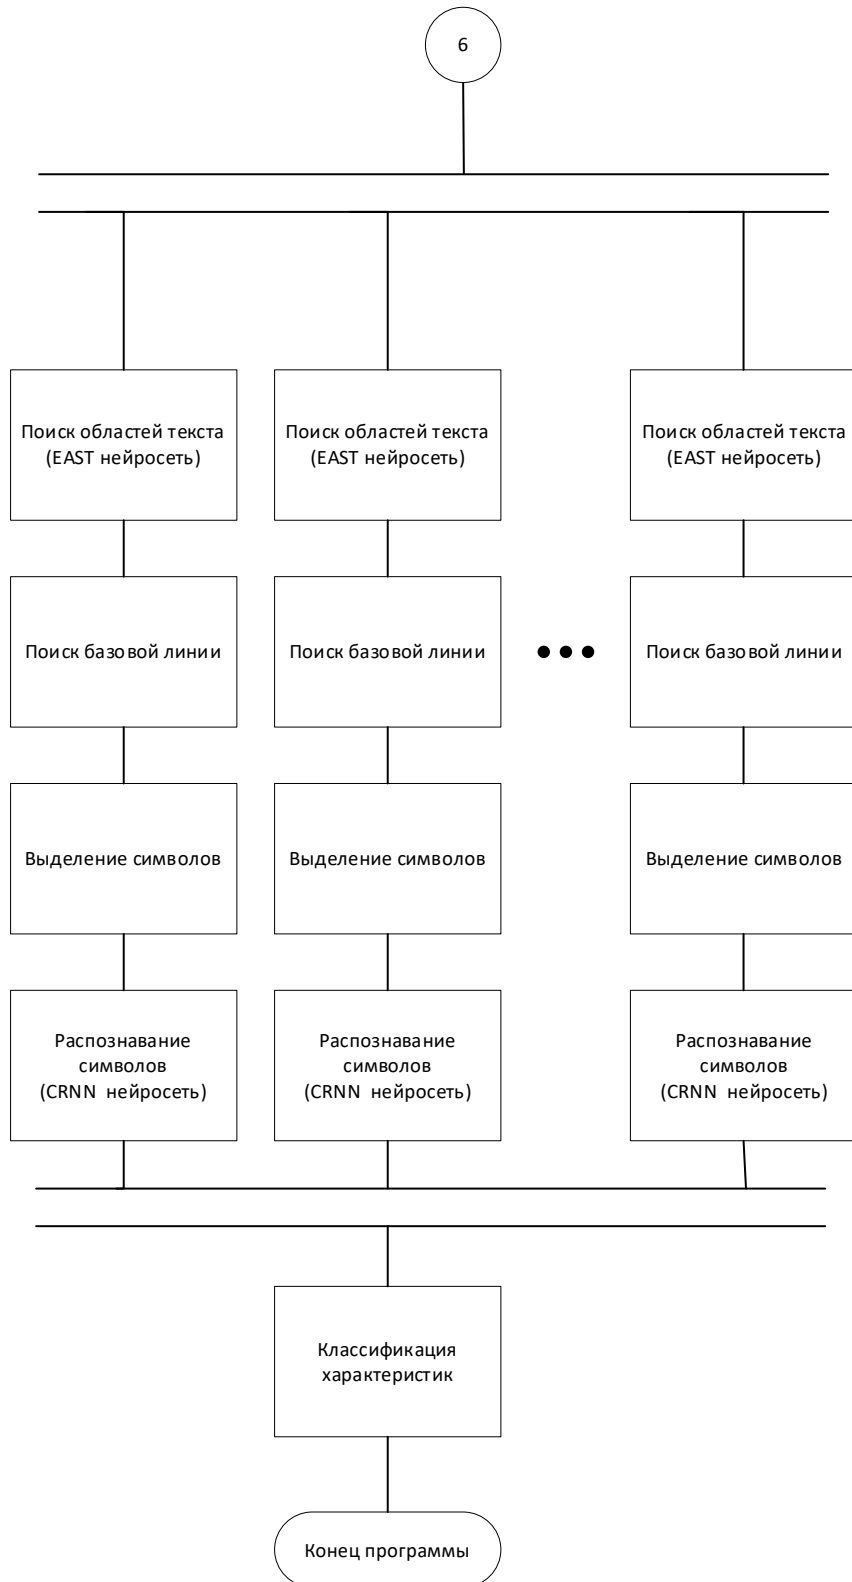 6
Поиск областей текста
(EAST нейросеть)
Поиск областей текста
(EAST нейросеть)
Поиск областей текста
(EAST нейросеть)
Поиск базовой линии
Поиск базовой линии
Поиск базовой линии
Выделение символов
Выделение символов
Выделение символов
Распознавание
символов
(CRNN нейросеть)
Распознавание
символов
(CRNN нейросеть)
Распознавание
символов
(CRNN нейросеть)
Классификация
характеристик
Конец программы